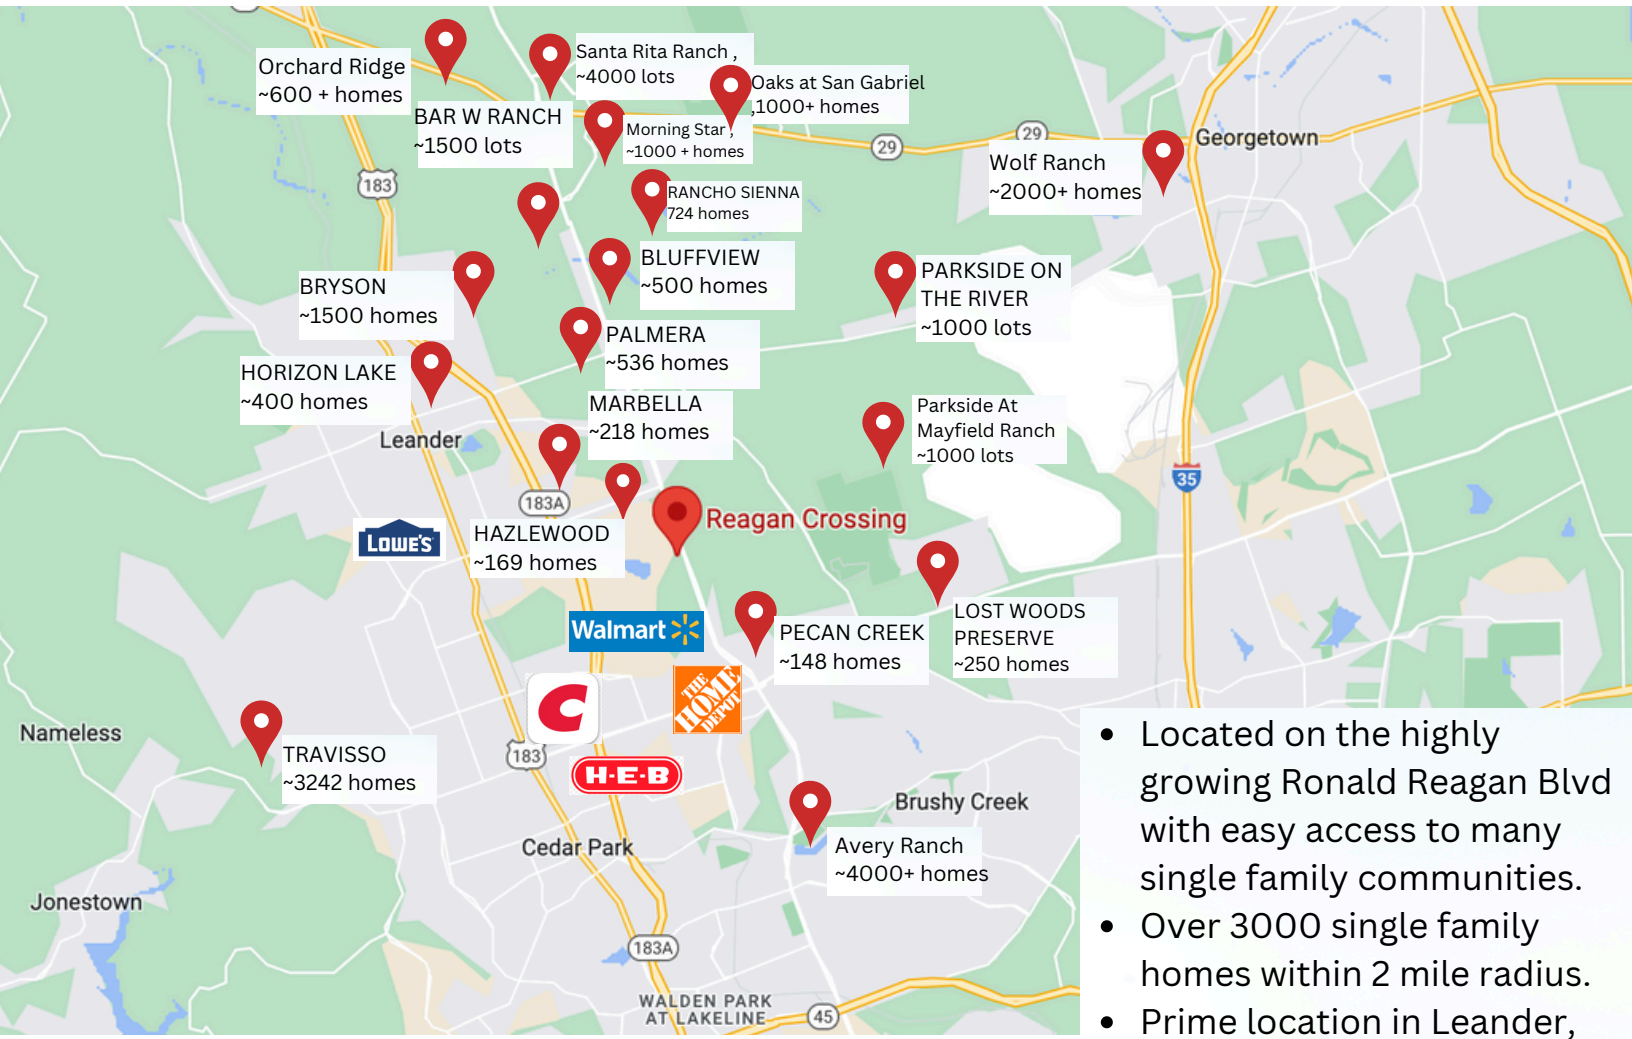 Orchard Ridge
~600 + homes
Santa Rita Ranch ,
~4000 lots
Oaks at San Gabriel
,1000+ homes
BAR W RANCH
~1500 lots
Morning Star ,
~1000 + homes
29
29
Georgetown
Wolf Ranch
~2000+ homes
183
RANCHO SIENNA
724 homes
BLUFFVIEW
~500 homes
BRYSON
~1500 homes
PARKSIDE ON
THE RIVER
~1000 lots
PALMERA
~536 homes
HORIZON LAKE
~400 homes
MARBELLA
~218 homes
Parkside At
Mayfield Ranch
~1000 lots
Leander
35
183A
Reagan Crossing
HAZLEWOOD
~169 homes
LOWE'S
Walmart
PECAN CREEK
~148 homes
LOST WOODS
PRESERVE
~250 homes
THE
HOME
DEPOT
C
Nameless
TRAVISSO
~3242 homes
183
H-E-B
Brushy Creek
Cedar Park
Avery Ranch
~4000+ homes
Jonestown
183A
WALDEN PARK
AT LAKELINE
45
• Located on the highly
growing Ronald Reagan Blvd
with easy access to many
single family communities.
• Over 3000 single family
homes within 2 mile radius.
• Prime location in Leander,